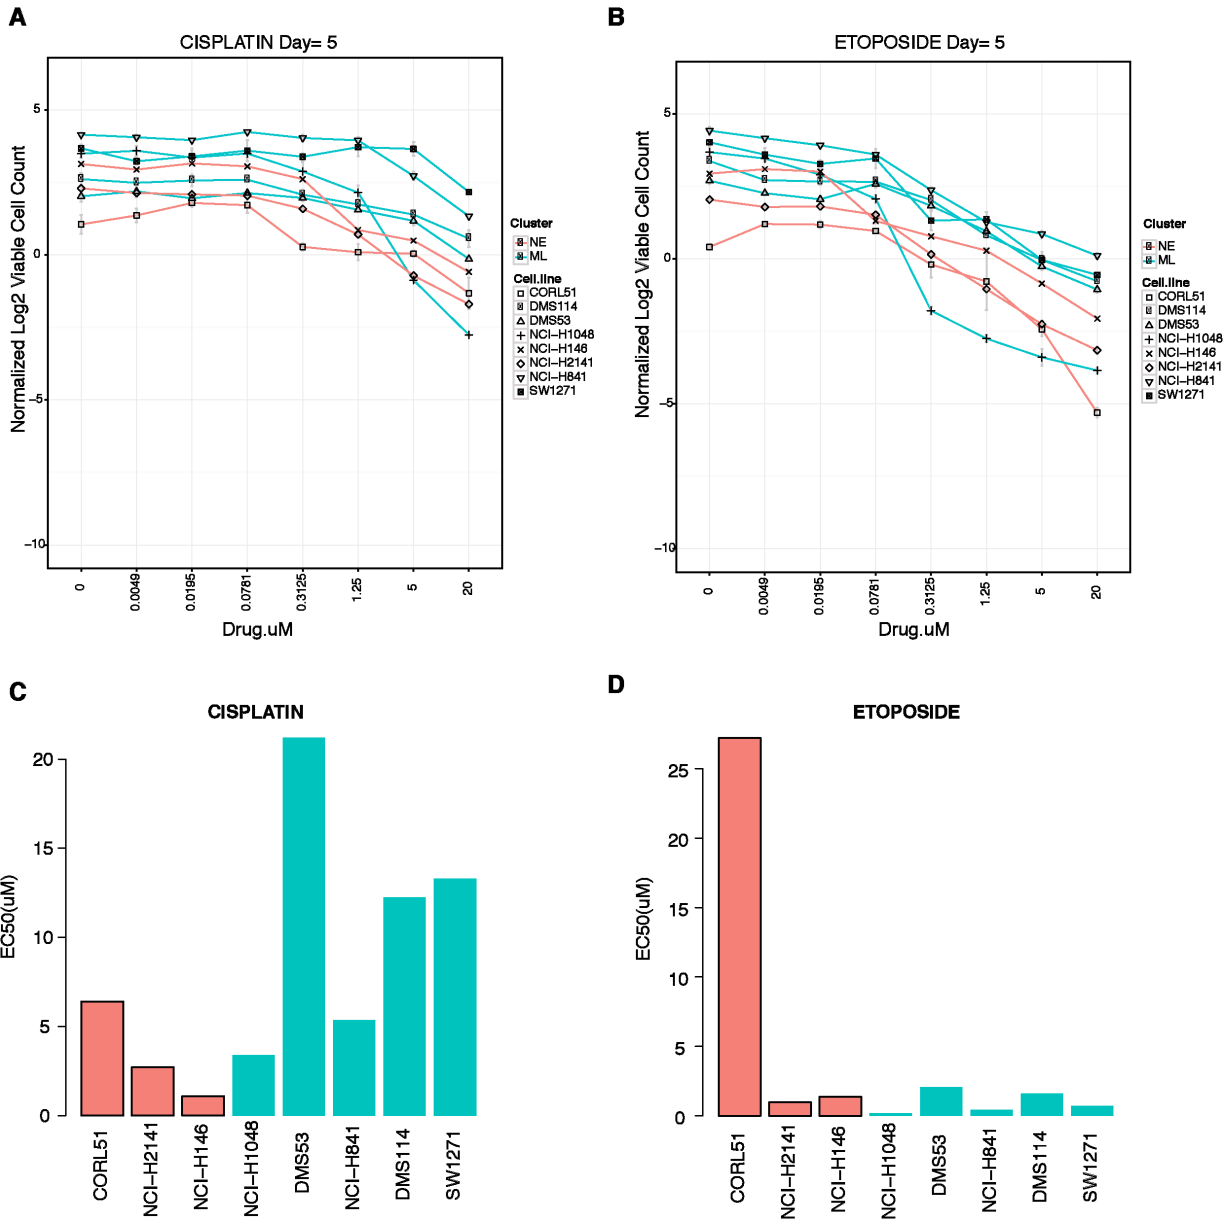 A
CISPLATIN Day= 5
Normalized Log2 Viable Cell Count
5
0
−5
−10
0
0.0049
0.0195
0.0781
0.3125
1.25
5
20
Drug.uM
Cluster
NE
ML
Cell.line
CORL51
DMS114
DMS53
NCI−H1048
NCI−H146
NCI−H2141
NCI−H841
SW1271
B
ETOPOSIDE Day= 5
Normalized Log2 Viable Cell Count
5
0
−5
−10
0
0.0049
0.0195
0.0781
0.3125
1.25
5
20
Drug.uM
Cluster
NE
ML
Cell.line
CORL51
DMS114
DMS53
NCI−H1048
NCI−H146
NCI−H2141
NCI−H841
SW1271
C
CISPLATIN
EC50(uM)
20
15
10
5
0
CORL51
NCI−H2141
NCI−H146
NCI−H1048
DMS53
NCI−H841
DMS114
SW1271
D
ETOPOSIDE
EC50(uM)
25
20
15
10
5
0
CORL51
NCI−H2141
NCI−H146
NCI−H1048
DMS53
NCI−H841
DMS114
SW1271